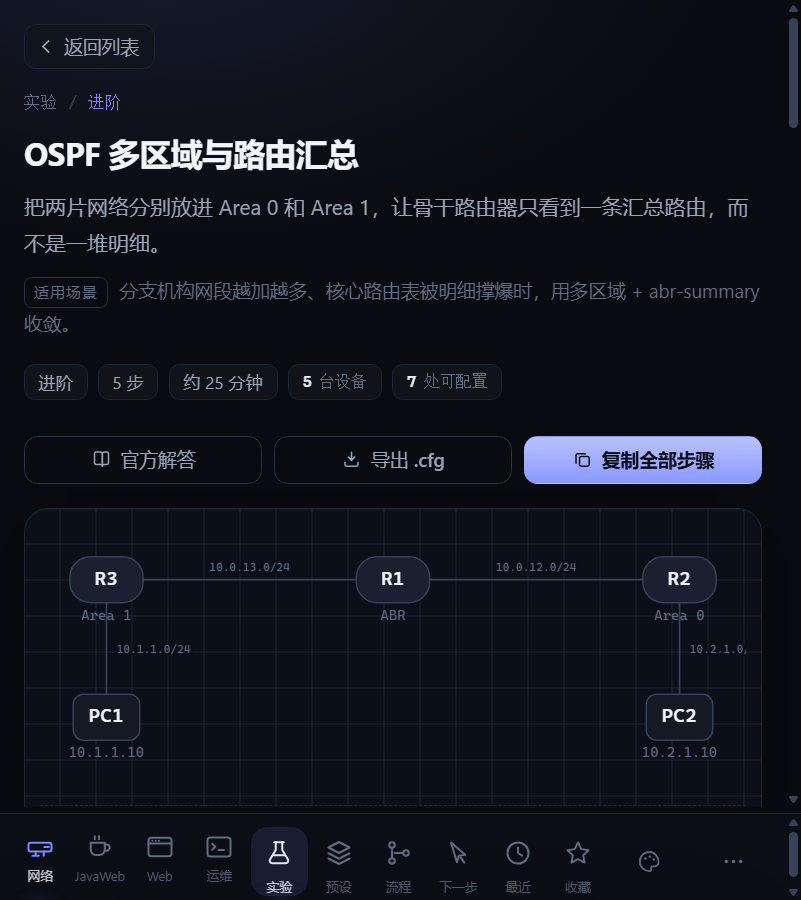 返回列表
实验 / 进阶
OSPF 多区域与路由汇总
把两片网络分别放进 Area 0 和 Area 1，让骨干路由器只看到一条汇总路由，而
不是一堆明细。
适用场景 分支机构网段越加越多、核心路由表被明细撑爆时，用多区域 + abr-summary
收敛。
进阶 5 步 约 25 分钟 5 台设备 7 处可配置
官方解答 导出 .cfg 复制全部步骤
10.0.13.0/24 10.0.12.0/24
R3 R1 R2
Area 1 ABR Area 0
10.1.1.0/24 10.2.1.0/
PC1 PC2
10.1.1.10 10.2.1.10
网络 JavaWeb Web 运维 实验 预设 流程 下一步 最近 收藏